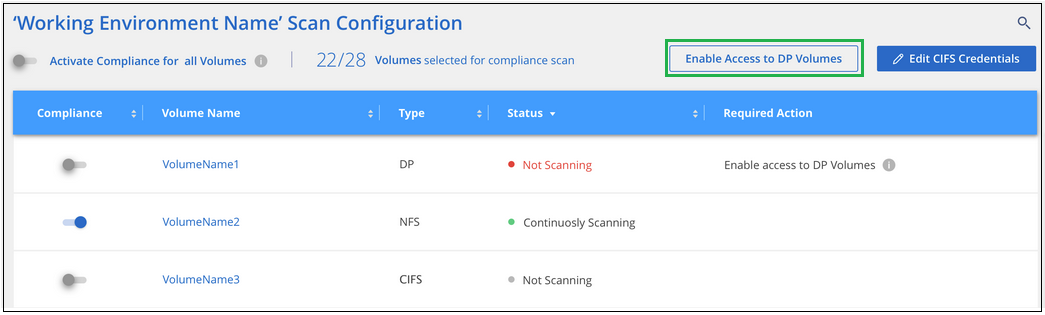 ‘Working Environment Name’ Scan Configuration
Activate Compliance for all Volumes i 22/28 Volumes selected for compliance scan Enable Access to DP Volumes Edit CIFS Credentials
Compliance Volume Name Type Status Required Action
VolumeName1 DP Not Scanning Enable access to DP Volumes i
VolumeName2 NFS Continuosly Scanning
VolumeName3 CIFS Not Scanning